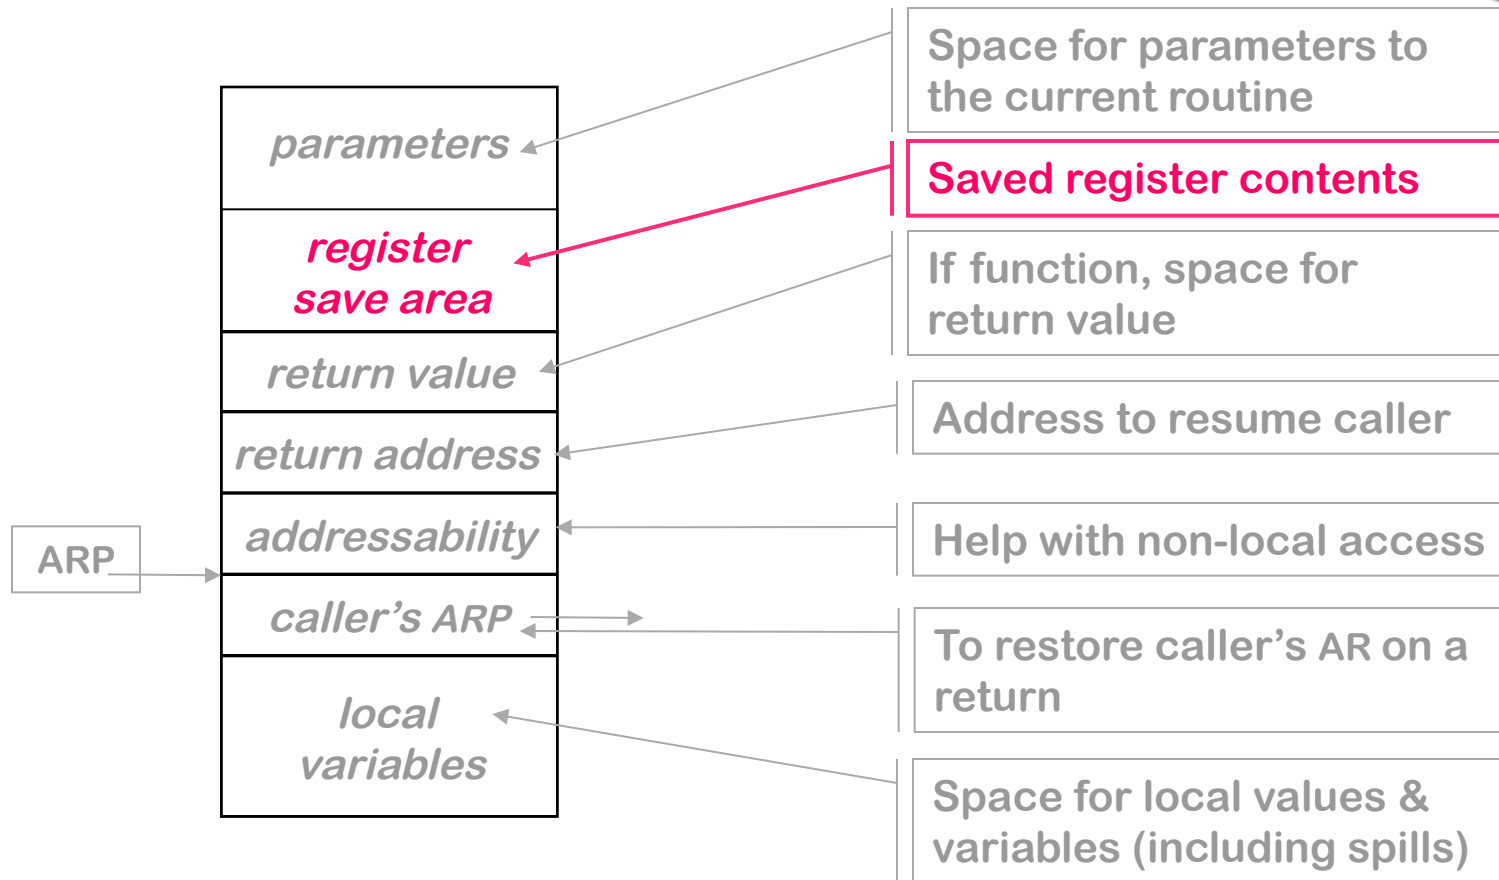 Space for parameters to
the current routine
parameters
Saved register contents
register
save area
If function, space for
return value
return value
Address to resume caller
return address
Help with non-local access
addressability
ARP
caller’s ARP
To restore caller’s AR on a
return
local
variables
Space for local values &
variables (including spills)